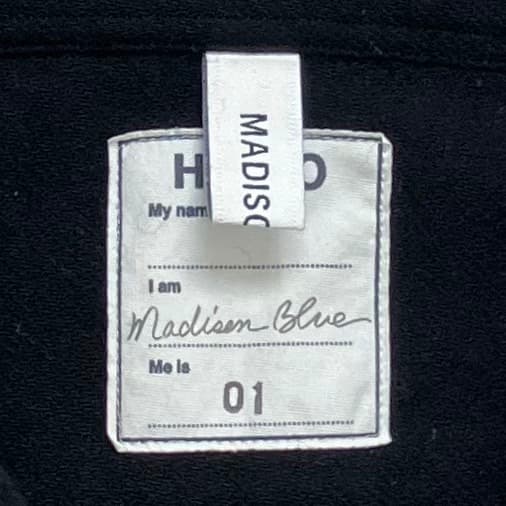 MADISO
H O
My nam
I am
Madisen Blue
Me is
01